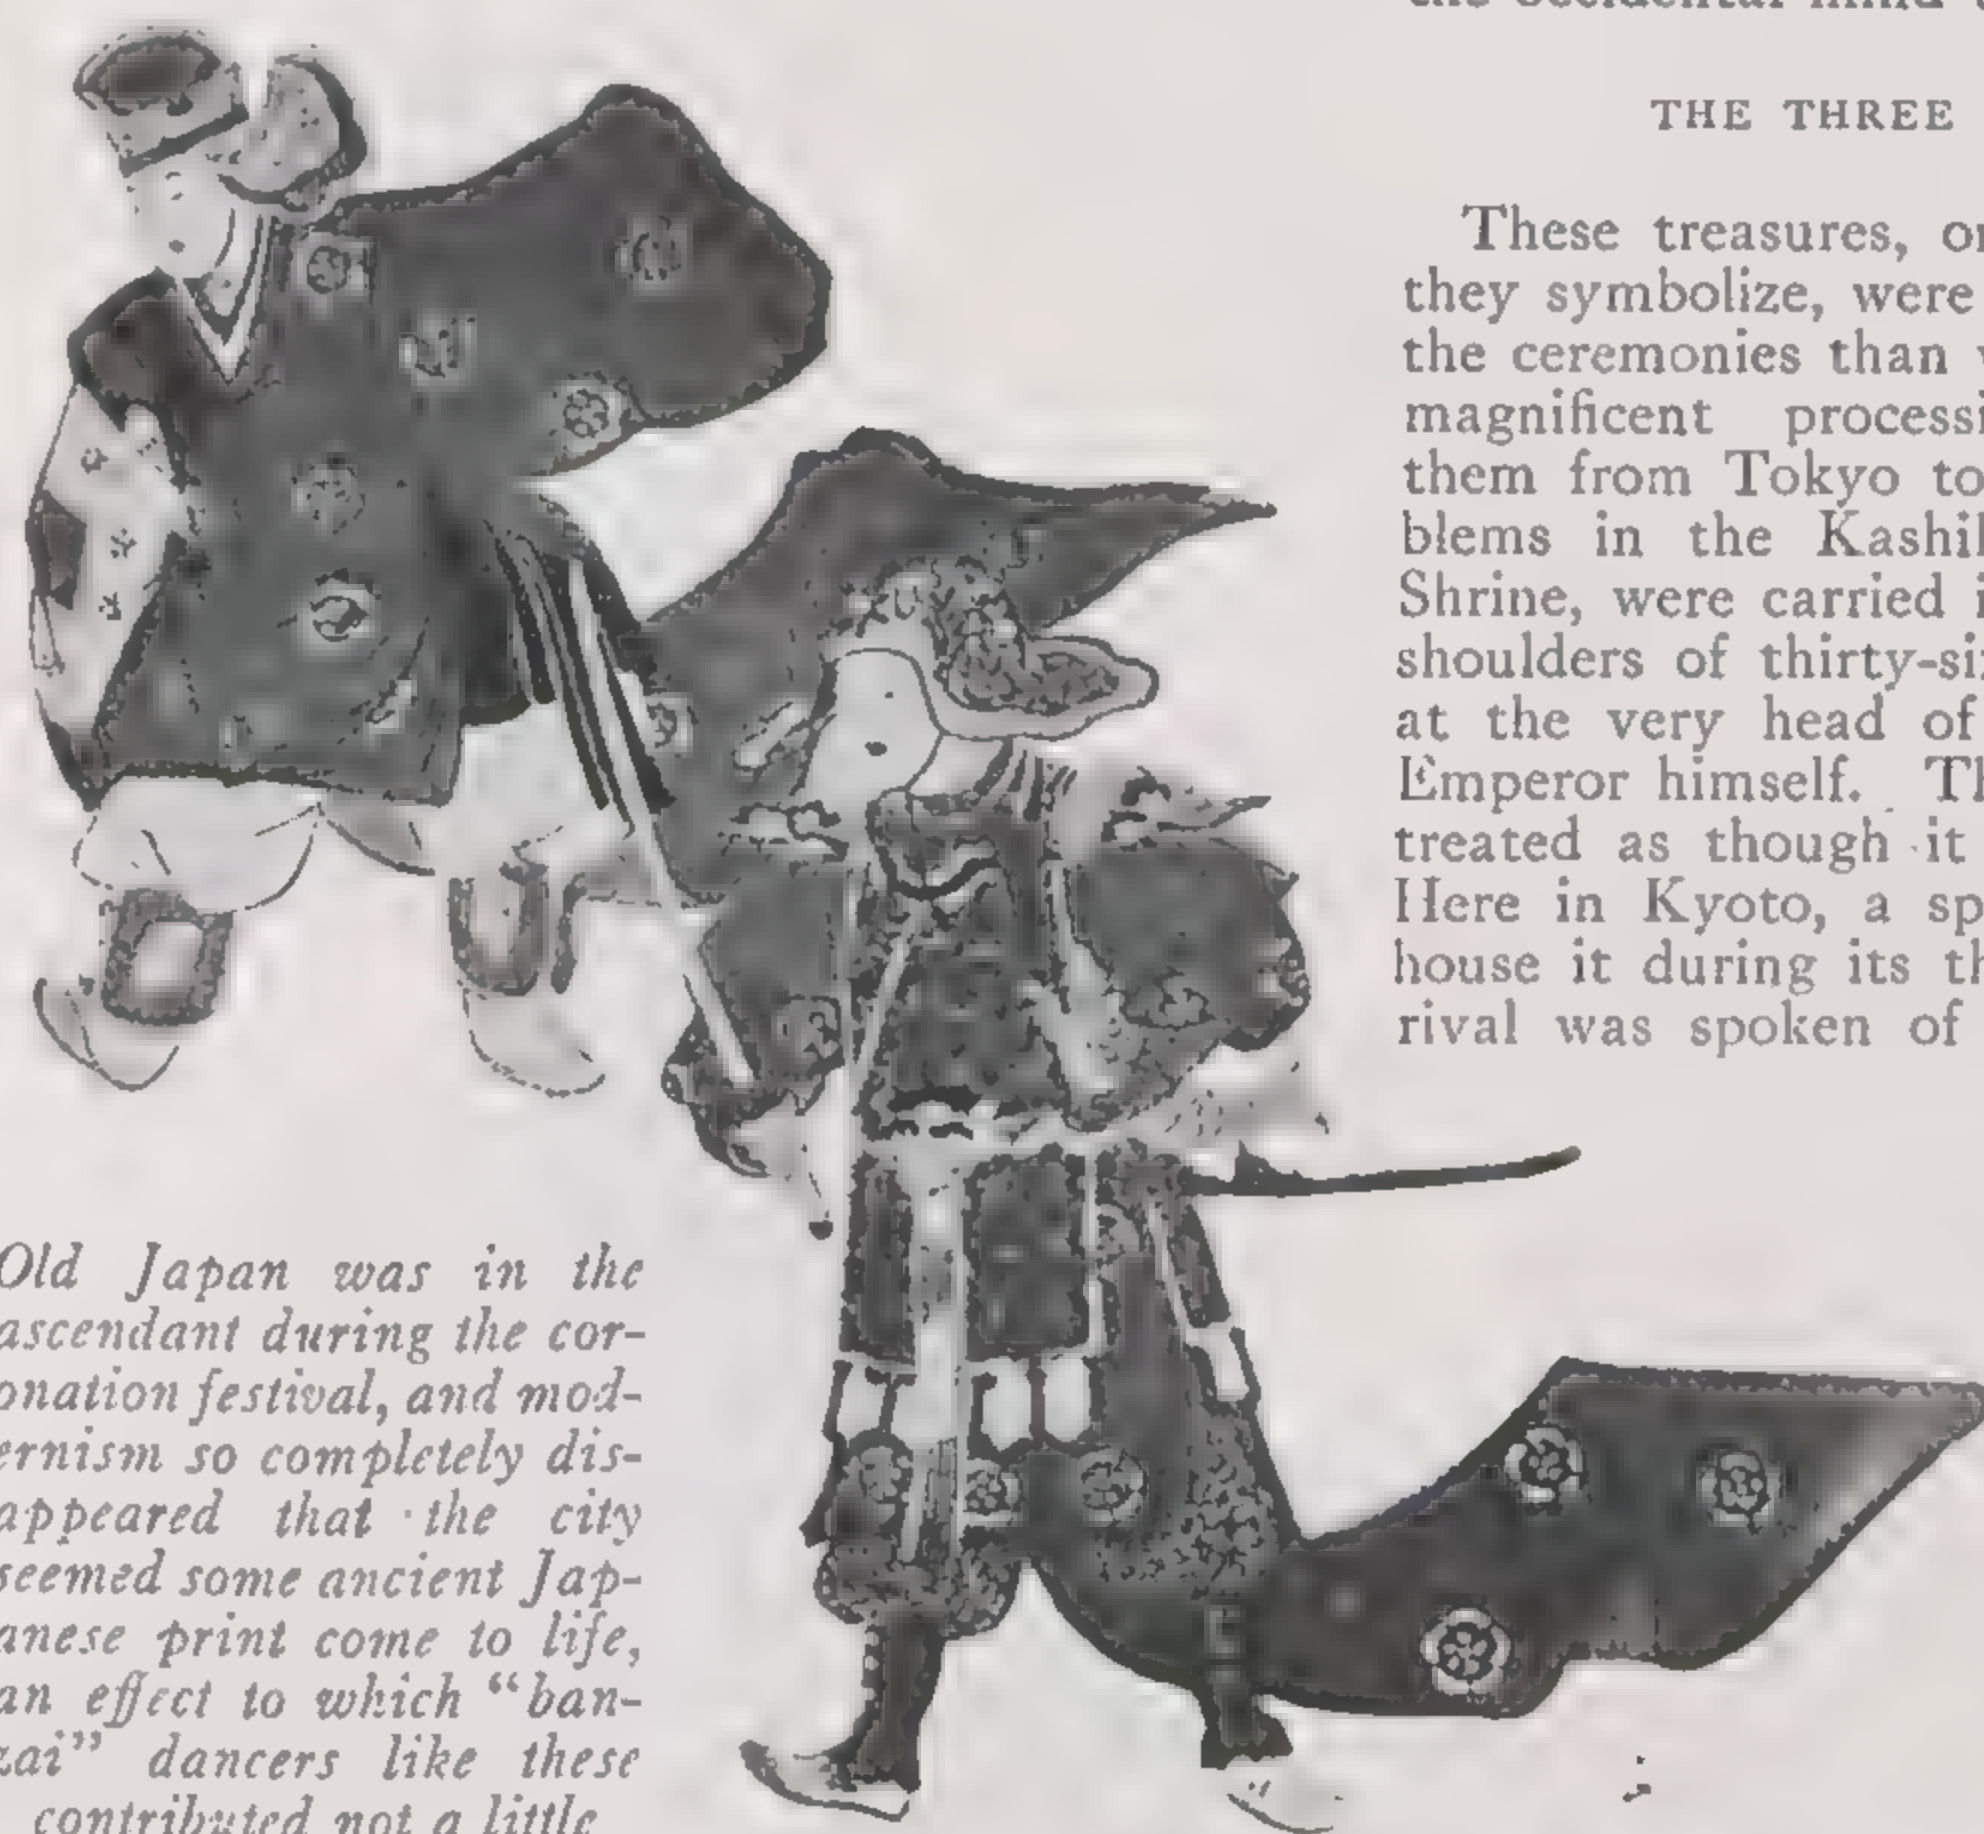 THE THREE
These treasures, or
they symbolize, were
the ceremonies than
magnificent processi
them from Tokyo to
blems in the Kashik
Shrine, were carried i
shoulders of thirty-si
at the very head of
Emperor himself. Th
treated as though it
Here in Kyoto, a sp
house it during its th
rival was spoken of
Old Japan was in the
ascendant during the cor-
onation festival, and mod-
ernism so completely dis-
appeared that the city
seemed some ancient Jap-
anese print come to life,
an effect to which "ban-
zai" dancers like these
contributed not a little